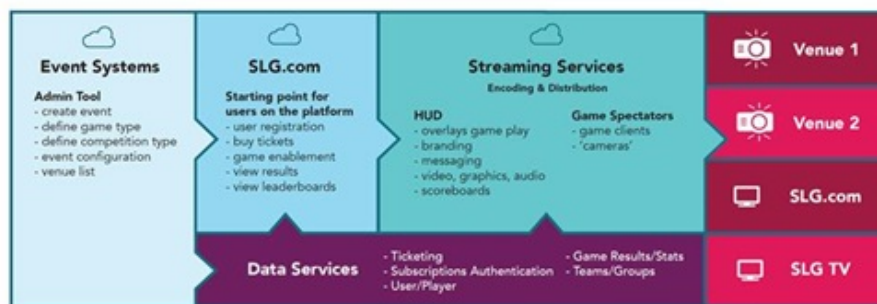 Event Systems
Admin Tool
- create event
- define game type
- define competition type
- event configuration
- venue list
SLG.com
Starting point for
users on the platform
- user registration
- buy tickets
- game enablement
- view results
- view leaderboards
Streaming Services
Encoding & Distribution
HUD
- overlays game play
- branding
- messaging
- video, graphics, audio
- scoreboards
Game Spectators
- game clients
- 'cameras'
Data Services
- Ticketing
- Subscriptions Authentication
- User/Player
- Game Results/Stats
- Teams/Groups
Venue 1
Venue 2
SLG.com
SLG TV